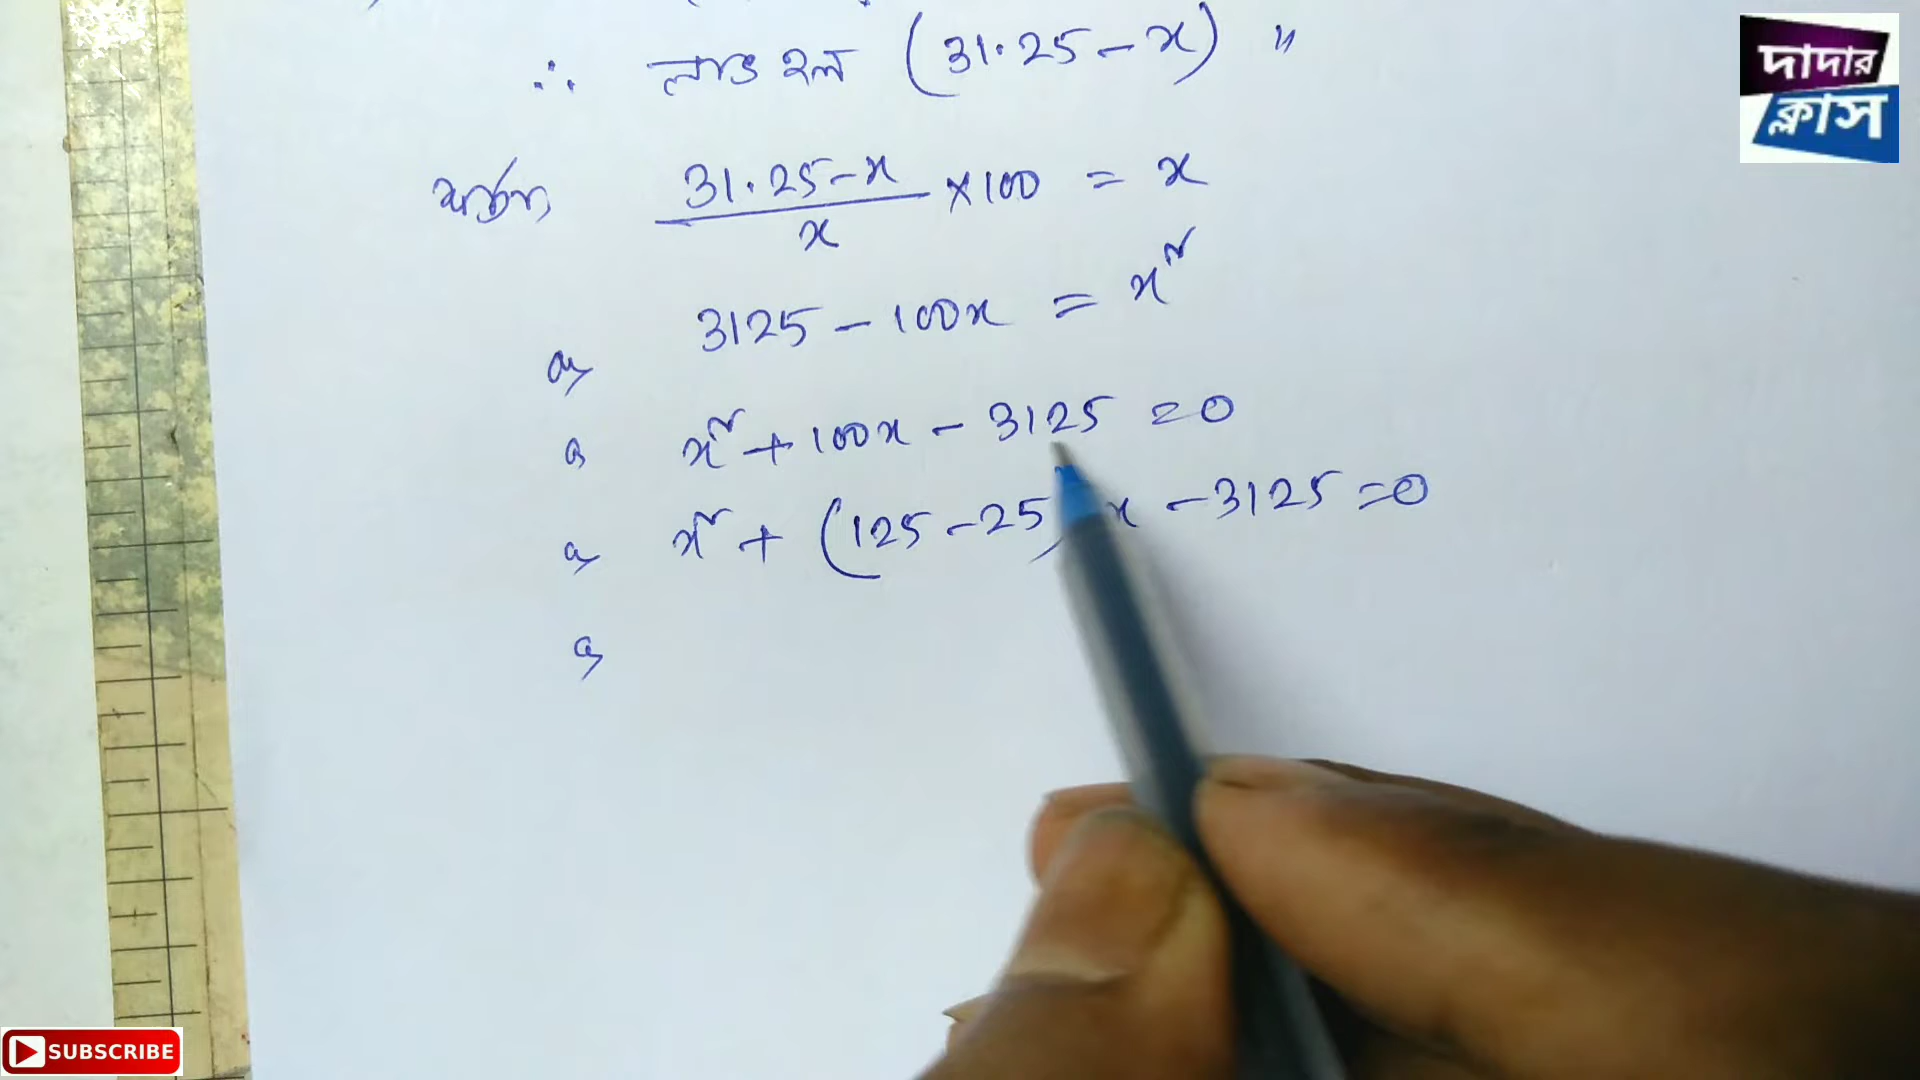 ∴ লাভ হল (31.25 - x) "
দাদার
ক্লাস
শর্তে (31.25 - x)/x × 100 = x
বা, 3125 - 100x = x²
বা x² + 100x - 3125 = 0
বা, x² + (125 - 25) x - 3125 = 0
বা,
SUBSCRIBE